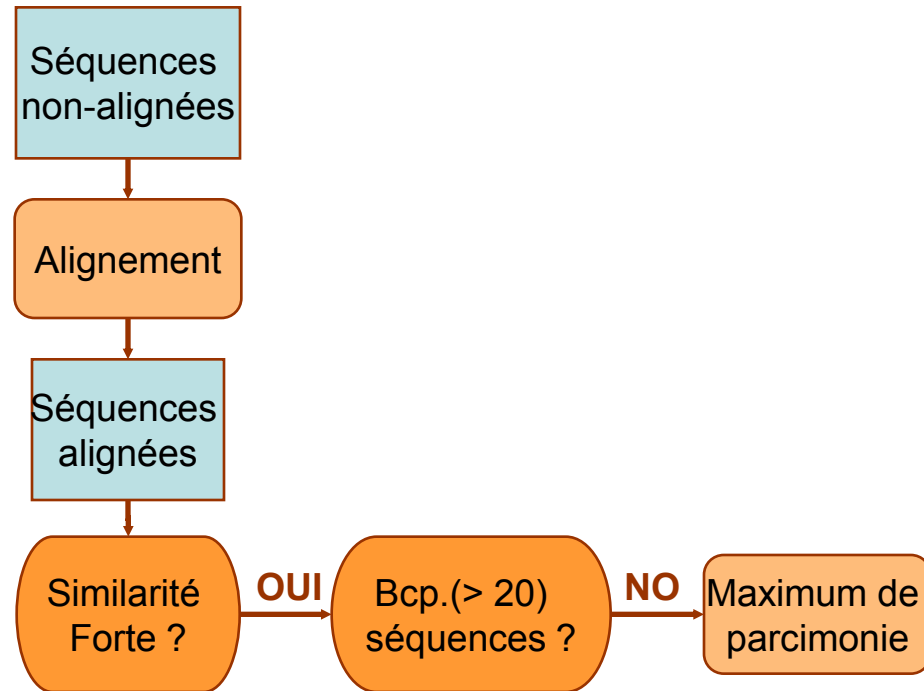 Séquences
non-alignées
Alignement
Séquences
alignées
Similarité
Forte ?
OUI
Bcp.(> 20)
séquences ?
NO
Maximum de
parcimonie